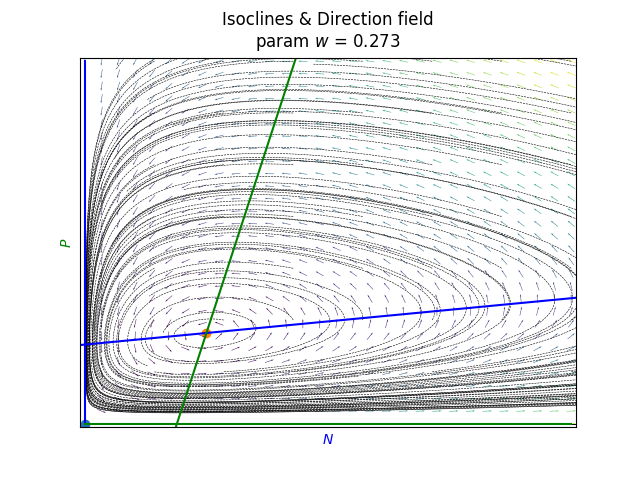 Isoclines & Direction field
param w = 0.273
P
N